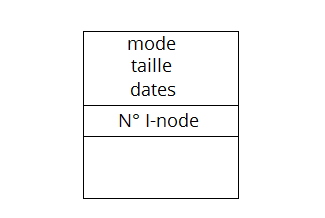 mode
taille
dates
N° I-node